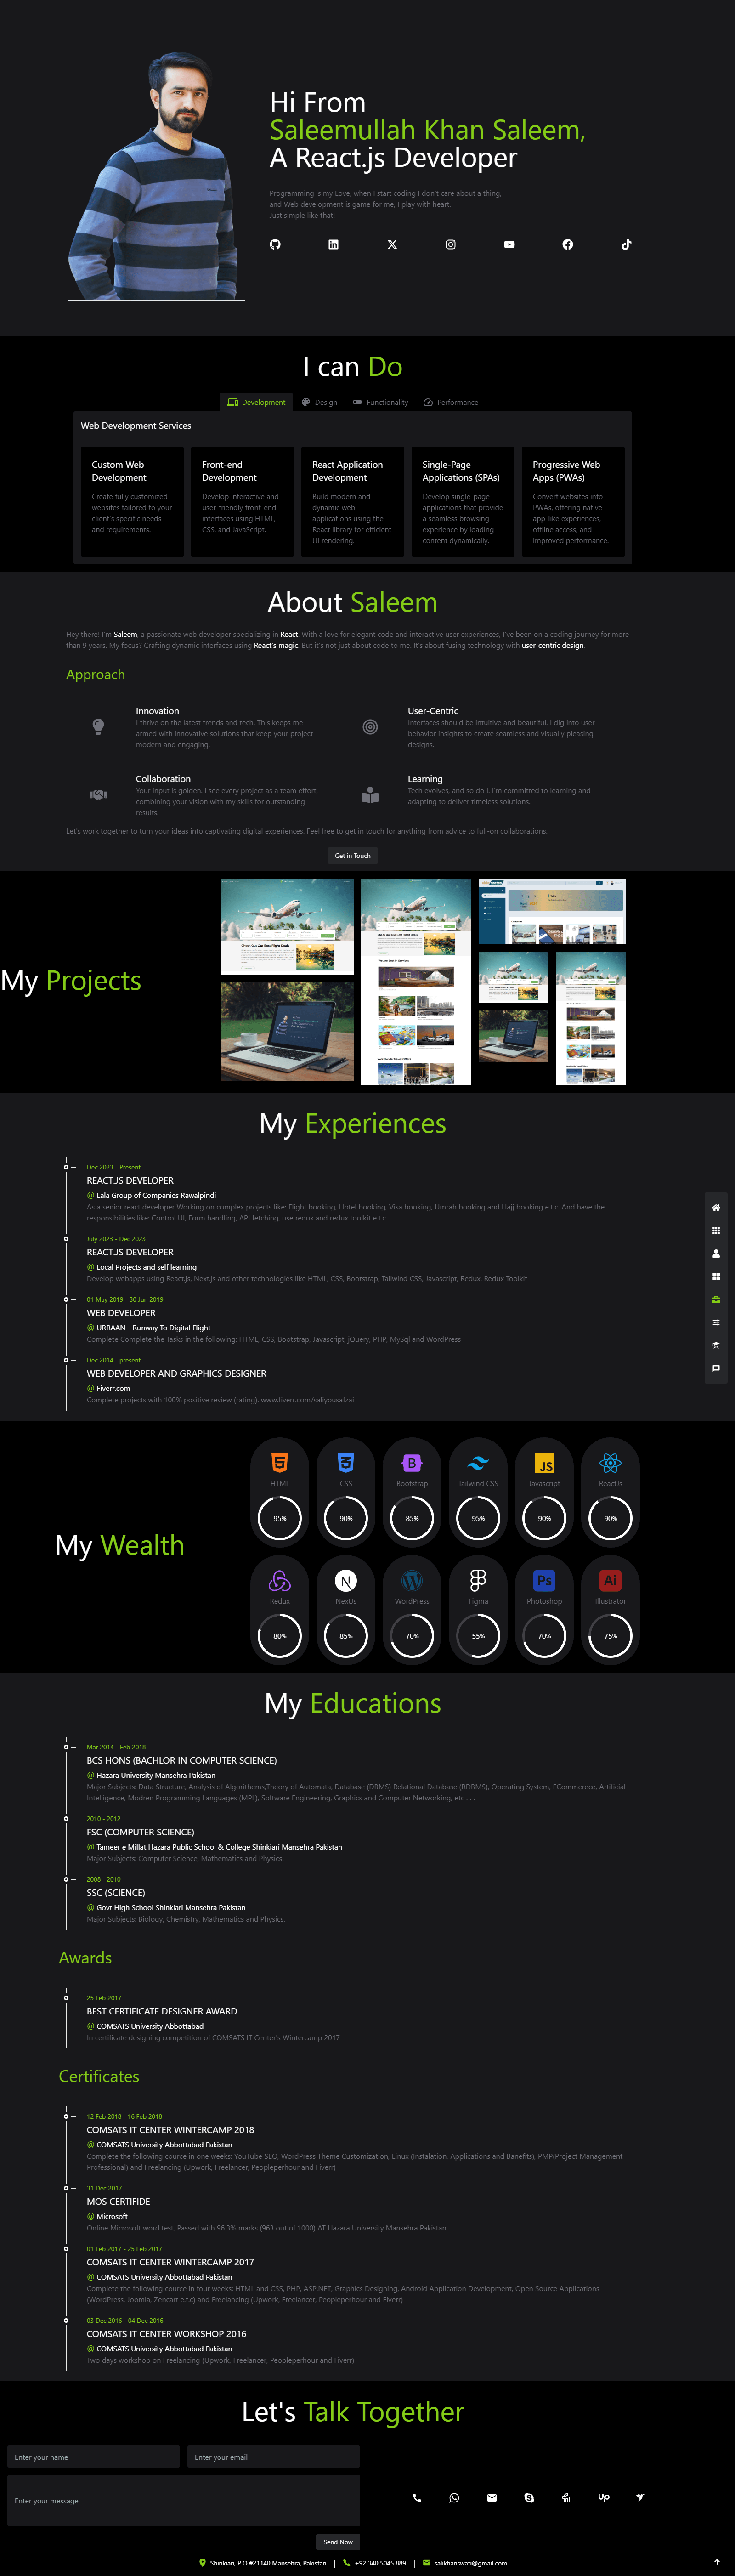 Hi From
Saleemullah Khan Saleem,
A React.js Developer
Programming is my Love, when I start coding I don't care about a thing,
and Web development is game for me, I play with heart.
Just simple like that!
I can Do
Development
Design
Functionality
Performance
Web Development Services
Custom Web
Development
Create fully customized
websites tailored to your
client's specific needs
and requirements.
Front-end
Development
Develop interactive and
user-friendly front-end
interfaces using HTML,
CSS, and JavaScript.
React Application
Development
Build modern and
dynamic web
applications using the
React library for efficient
UI rendering.
Single-Page
Applications (SPAs)
Develop single-page
applications that provide
a seamless browsing
experience by loading
content dynamically.
Progressive Web
Apps (PWAs)
Convert websites into
PWAs, offering native
app-like experiences,
offline access, and
improved performance.
About Saleem
Hey there! I'm Saleem, a passionate web developer specializing in React. With a love for elegant code and interactive user experiences, I've been on a coding journey for more
than 9 years. My focus? Crafting dynamic interfaces using React's magic. But it's not just about code to me. It's about fusing technology with user-centric design.
Approach
Innovation
I thrive on the latest trends and tech. This keeps me
armed with innovative solutions that keep your project
modern and engaging.
User-Centric
Interfaces should be intuitive and beautiful. I dig into user
behavior insights to create seamless and visually pleasing
designs.
Collaboration
Your input is golden. I see every project as a team effort,
combining your vision with my skills for outstanding
results.
Learning
Tech evolves, and so do I. I'm committed to learning and
adapting to deliver timeless solutions.
Let's work together to turn your ideas into captivating digital experiences. Feel free to get in touch for anything from advice to full-on collaborations.
Get in Touch
My Projects
Check Out Our Best Flight Deals
My Experiences
Dec 2023 - Present
REACT.JS DEVELOPER
@ Lala Group of Companies Rawalpindi
As a senior react developer Working on complex projects like: Flight booking, Hotel booking, Visa booking, Umrah booking and Hajj booking e.t.c. And have the
responsibilities like: Control UI, Form handling, API fetching, use redux and redux toolkit e.t.c
July 2023 - Dec 2023
REACT.JS DEVELOPER
@ Local Projects and self learning
Develop webapps using React.js, Next.js and other technologies like HTML, CSS, Bootstrap, Tailwind CSS, Javascript, Redux, Redux Toolkit
01 May 2019 - 30 Jun 2019
WEB DEVELOPER
@ URRAAN - Runway To Digital Flight
Complete Complete the Tasks in the following: HTML, CSS, Bootstrap, Javascript, jQuery, PHP, MySql and WordPress
Dec 2014 - present
WEB DEVELOPER AND GRAPHICS DESIGNER
@ Fiverr.com
Complete projects with 100% positive review (rating), www.fiverr.com/saliyousafzai
My Wealth
HTML
CSS
Bootstrap
Tailwind CSS
Javascript
ReactJs
95%
90%
85%
95%
90%
90%
Redux
NextJs
WordPress
Figma
Photoshop
Illustrator
80%
85%
70%
55%
70%
75%
My Educations
Mar 2014 - Feb 2018
BCS HONS (BACHLOR IN COMPUTER SCIENCE)
@ Hazara University Mansehra Pakistan
Major Subjects: Data Structure, Analysis of Algorithems,Theory of Automata, Database (DBMS) Relational Database (RDBMS), Operating System, ECommerece, Artificial
Intelligence, Modren Programming Languages (MPL), Software Engineering, Graphics and Computer Networking, etc . . .
2010 - 2012
FSC (COMPUTER SCIENCE)
@ Tameer e Millat Hazara Public School & College Shinkiari Mansehra Pakistan
Major Subjects: Computer Science, Mathematics and Physics.
2008 - 2010
SSC (SCIENCE)
@ Govt High School Shinkiari Mansehra Pakistan
Major Subjects: Biology, Chemistry, Mathematics and Physics.
Awards
25 Feb 2017
BEST CERTIFICATE DESIGNER AWARD
@ COMSATS University Abbottabad
In certificate designing competition of COMSATS IT Center's Wintercamp 2017
Certificates
12 Feb 2018 - 16 Feb 2018
COMSATS IT CENTER WINTERCAMP 2018
@ COMSATS University Abbottabad Pakistan
Complete the following cource in one weeks: YouTube SEO, WordPress Theme Customization, Linux (Instalation, Applications and Benefits), PMP(Project Management
Professional) and Freelancing (Upwork, Freelancer, Peopleperhour and Fiverr)
31 Dec 2017
MOS CERTIFIDE
@ Microsoft
Online Microsoft word test, Passed with 96.3% marks (963 out of 1000) AT Hazara University Mansehra Pakistan
01 Feb 2017 - 25 Feb 2017
COMSATS IT CENTER WINTERCAMP 2017
@ COMSATS University Abbottabad Pakistan
Complete the following cource in four weeks: HTML and CSS, PHP, ASP.NET, Graphics Designing, Android Application Development, Open Source Applications
(WordPress, Joomla, Zencart e.t.c) and Freelancing (Upwork, Freelancer, Peopleperhour and Fiverr)
03 Dec 2016 - 04 Dec 2016
COMSATS IT CENTER WORKSHOP 2016
@ COMSATS University Abbottabad Pakistan
Two days workshop on Freelancing (Upwork, Freelancer, Peopleperhour and Fiverr)
Let's Talk Together
Enter your name
Enter your email
Enter your message
Send Now
Shinkiari, P.O #21140 Mansehra, Pakistan | +92 340 5045 889 | salikhanswati@gmail.com